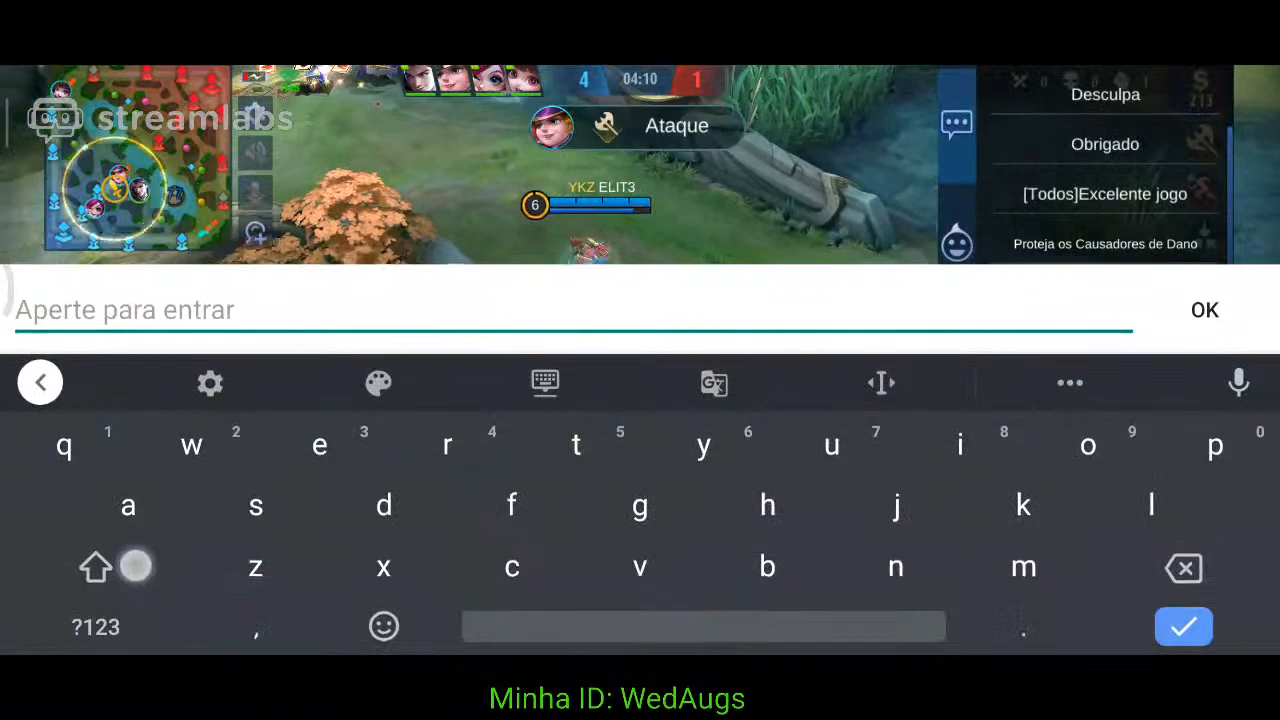 streamlabs
4 04:10 1
Ataque
YKZ ELIT3
6
213
Desculpa
Obrigado
[Todos]Excelente jogo
Proteja os Causadores de Dano
Aperte para entrar
OK
q 1 w 2 e 3 r 4 t 5 y 6 u 7 i 8 o 9 p 0
a s d f g h j k l
z x c v b n m
?123 , .
Minha ID: WedAugs